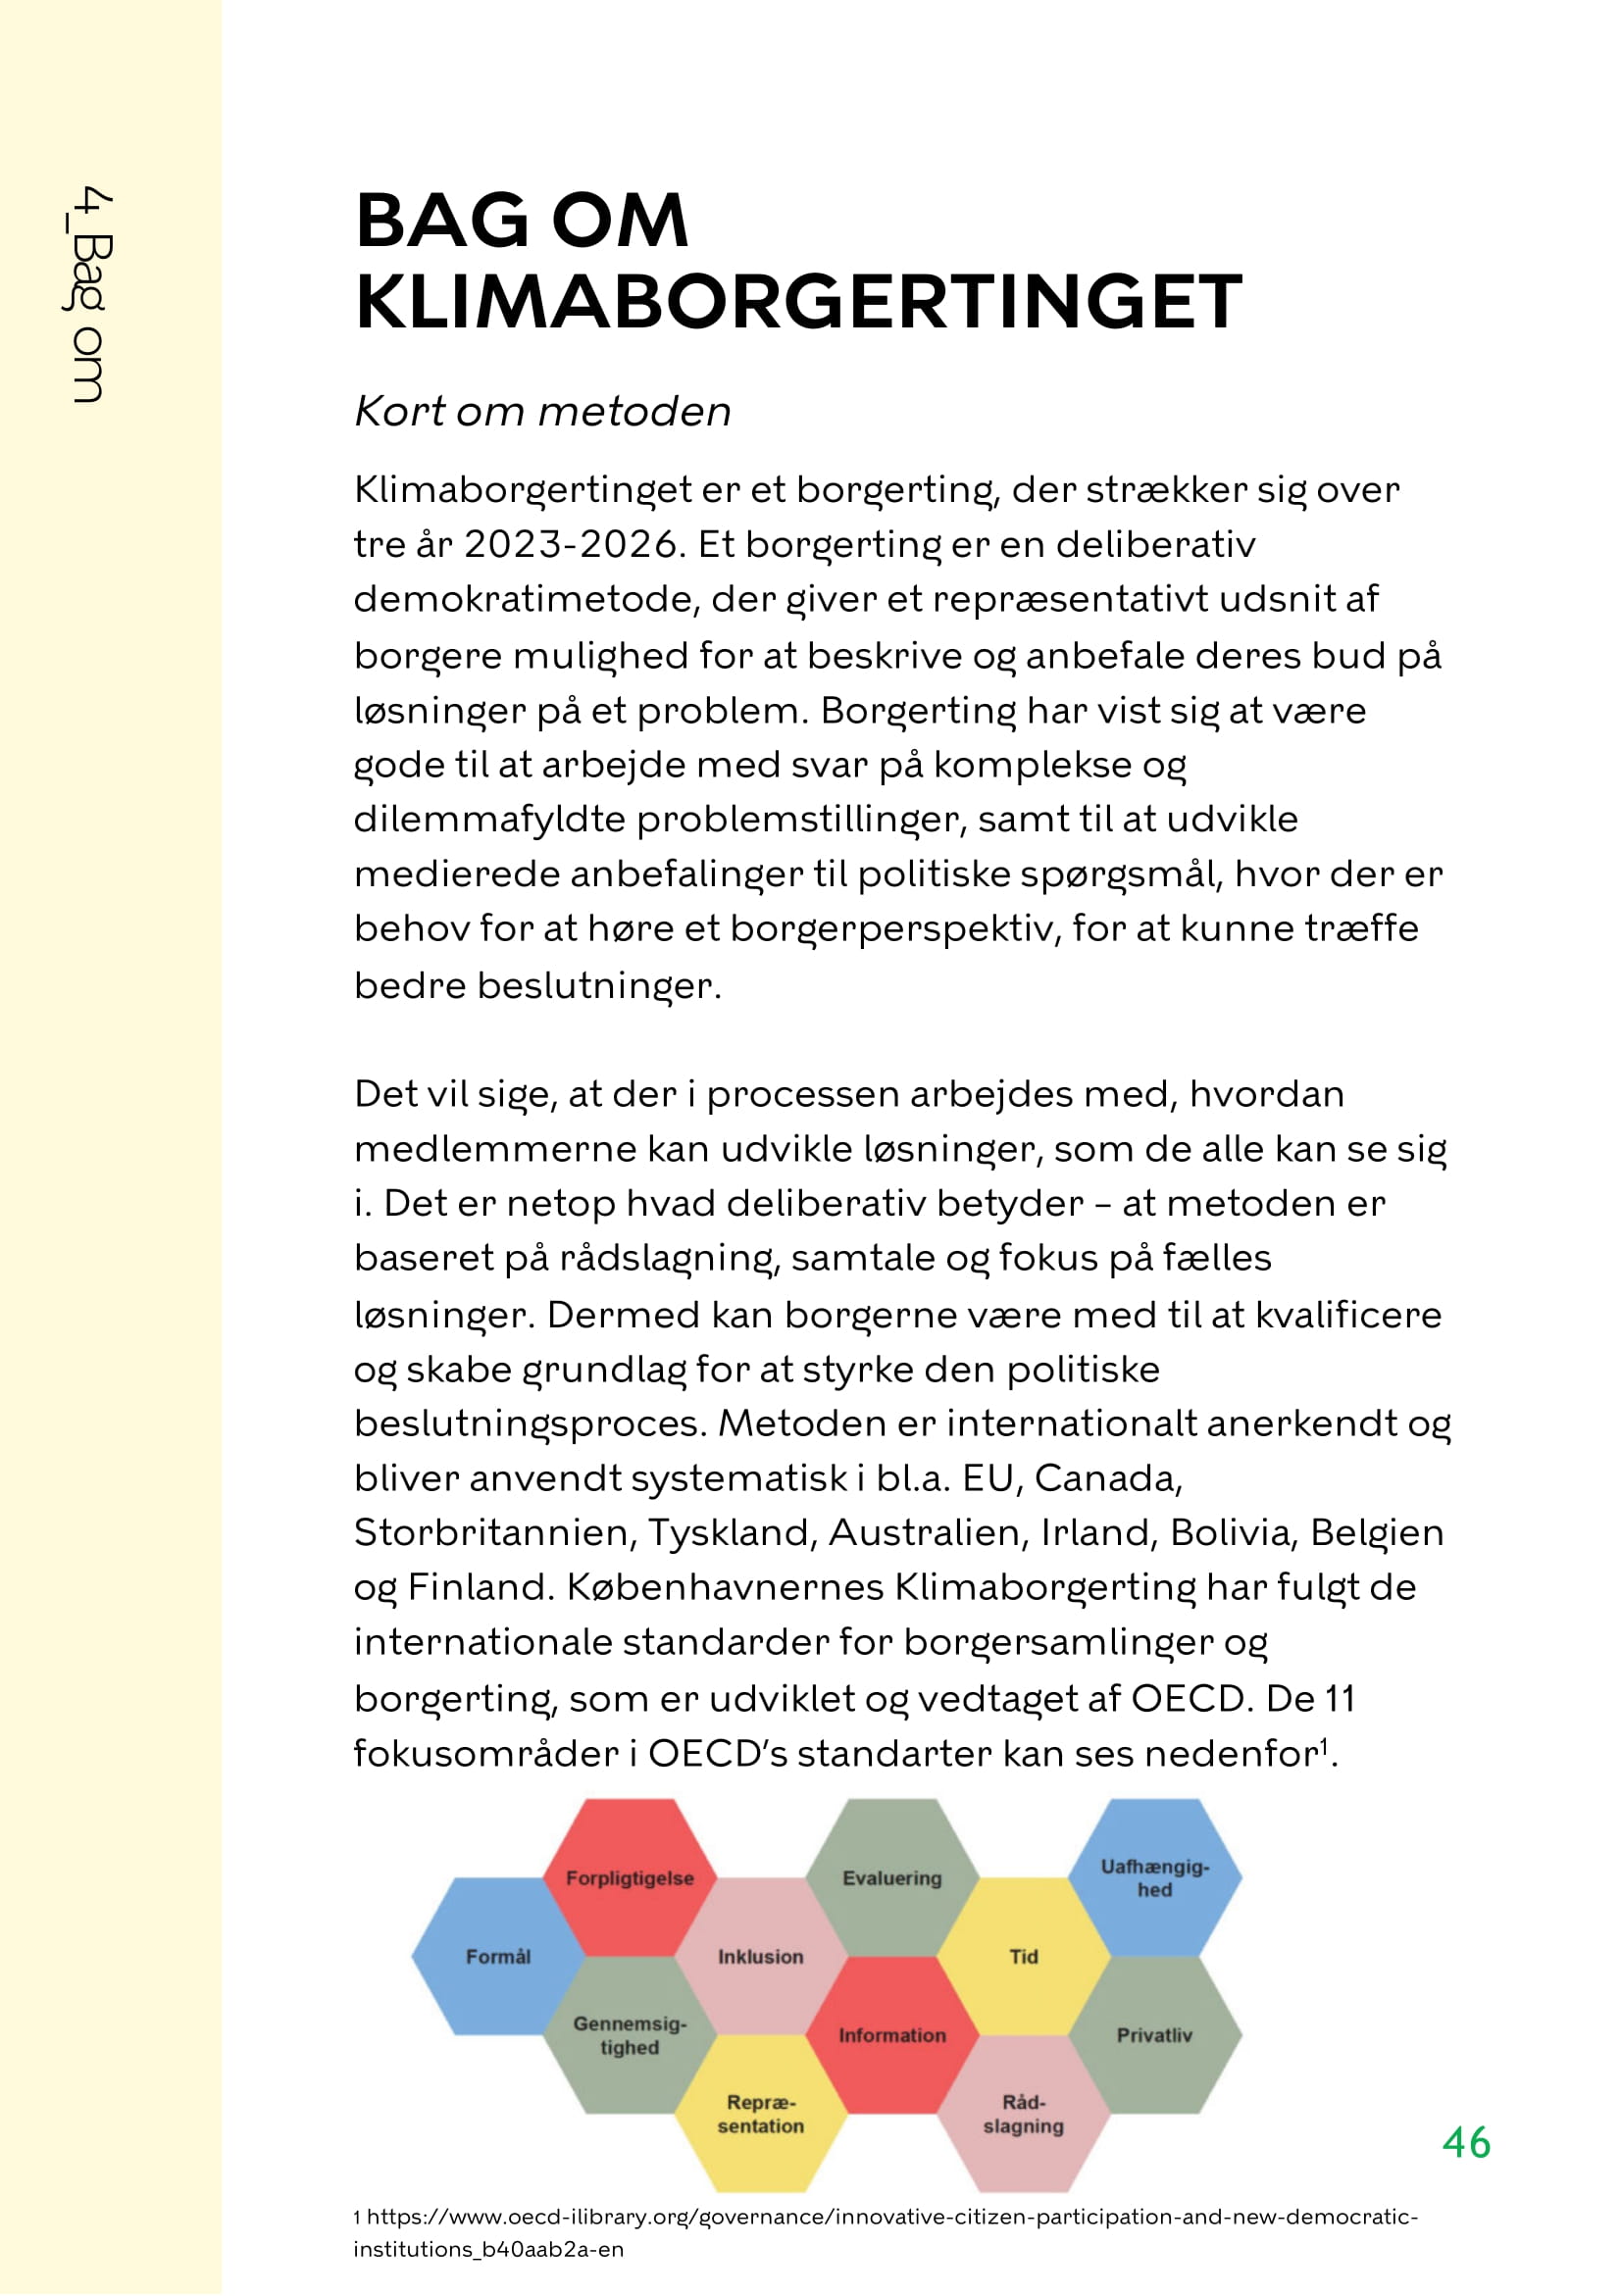 4_Bag om
BAG OM
KLIMABORGERTINGET
Kort om metoden
Klimaborgertinget er et borgerting, der strækker sig over
tre år 2023-2026. Et borgerting er en deliberativ
demokratimetode, der giver et repræsentativt udsnit af
borgere mulighed for at beskrive og anbefale deres bud på
løsninger på et problem. Borgerting har vist sig at være
gode til at arbejde med svar på komplekse og
dilemmafyldte problemstillinger, samt til at udvikle
medierede anbefalinger til politiske spørgsmål, hvor der er
behov for at høre et borgerperspektiv, for at kunne træffe
bedre beslutninger.
Det vil sige, at der i processen arbejdes med, hvordan
medlemmerne kan udvikle løsninger, som de alle kan se sig
i. Det er netop hvad deliberativ betyder – at metoden er
baseret på rådslagning, samtale og fokus på fælles
løsninger. Dermed kan borgerne være med til at kvalificere
og skabe grundlag for at styrke den politiske
beslutningsproces. Metoden er internationalt anerkendt og
bliver anvendt systematisk i bl.a. EU, Canada,
Storbritannien, Tyskland, Australien, Irland, Bolivia, Belgien
og Finland. Københavnernes Klimaborgerting har fulgt de
internationale standarder for borgersamlinger og
borgerting, som er udviklet og vedtaget af OECD. De 11
fokusområder i OECD’s standarter kan ses nedenfor¹.
Formål
Forpligtigelse
Gennemsig-
tighed
Inklusion
Repræ-
sentation
Evaluering
Information
Tid
Råd-
slagning
Uafhængig-
hed
Privatliv
46
1 https://www.oecd-ilibrary.org/governance/innovative-citizen-participation-and-new-democratic-
institutions_b40aab2a-en